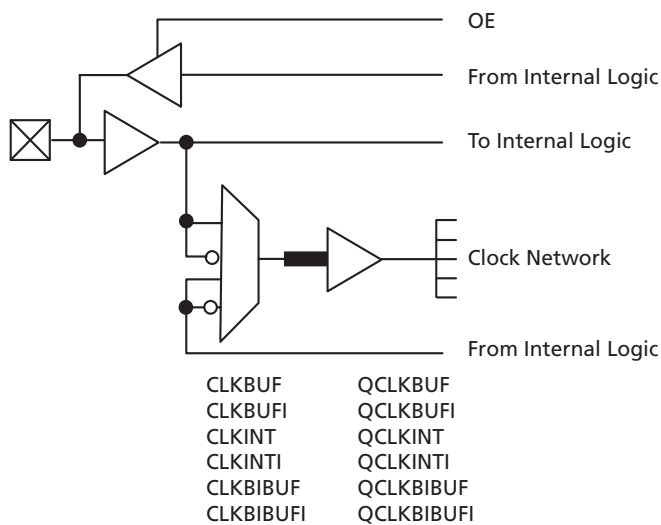 OE
From Internal Logic
To Internal Logic
Clock Network
From Internal Logic
CLKBUF QCLKBUF
CLKBUFI QCLKBUFI
CLKINT QCLKINT
CLKINTI QCLKINTI
CLKBIBUF QCLKBIBUF
CLKBIBUFI QCLKBIBUFI